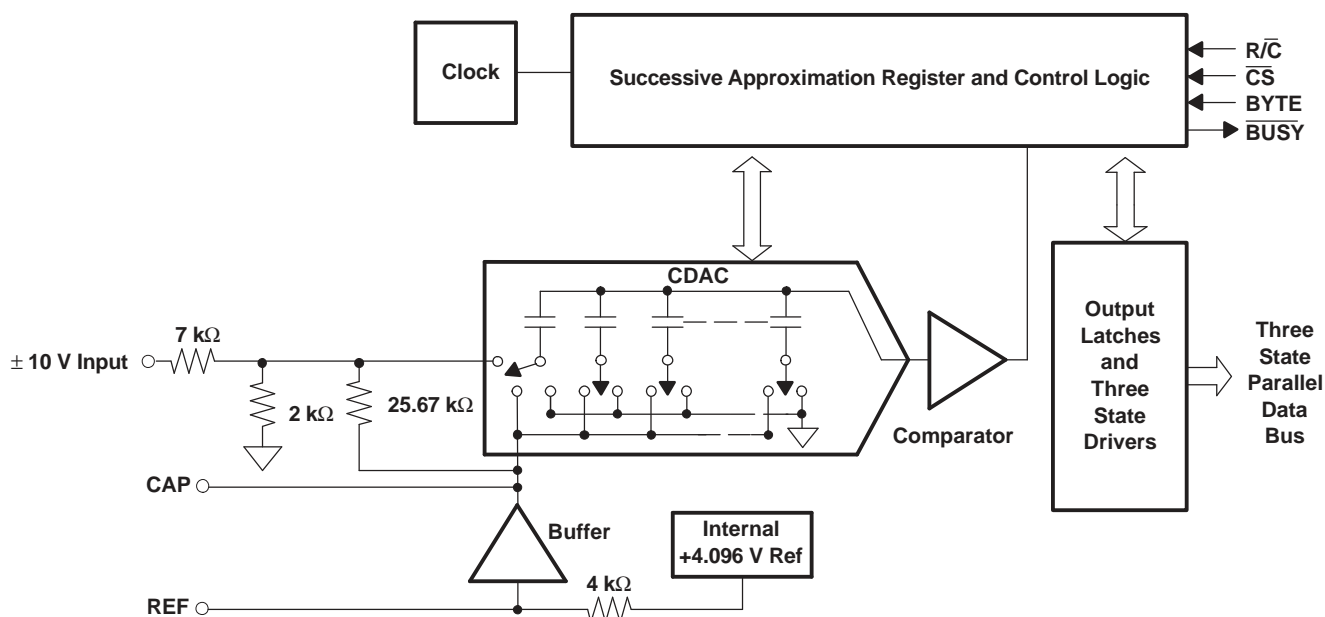 Clock
Successive Approximation Register and Control Logic
R/C̅
C̅S̅
BYTE
B̅U̅S̅Y̅
CDAC
7 kΩ
± 10 V Input
2 kΩ
25.67 kΩ
Comparator
Output
Latches
and
Three
State
Drivers
Three
State
Parallel
Data
Bus
CAP
Buffer
Internal
+4.096 V Ref
4 kΩ
REF